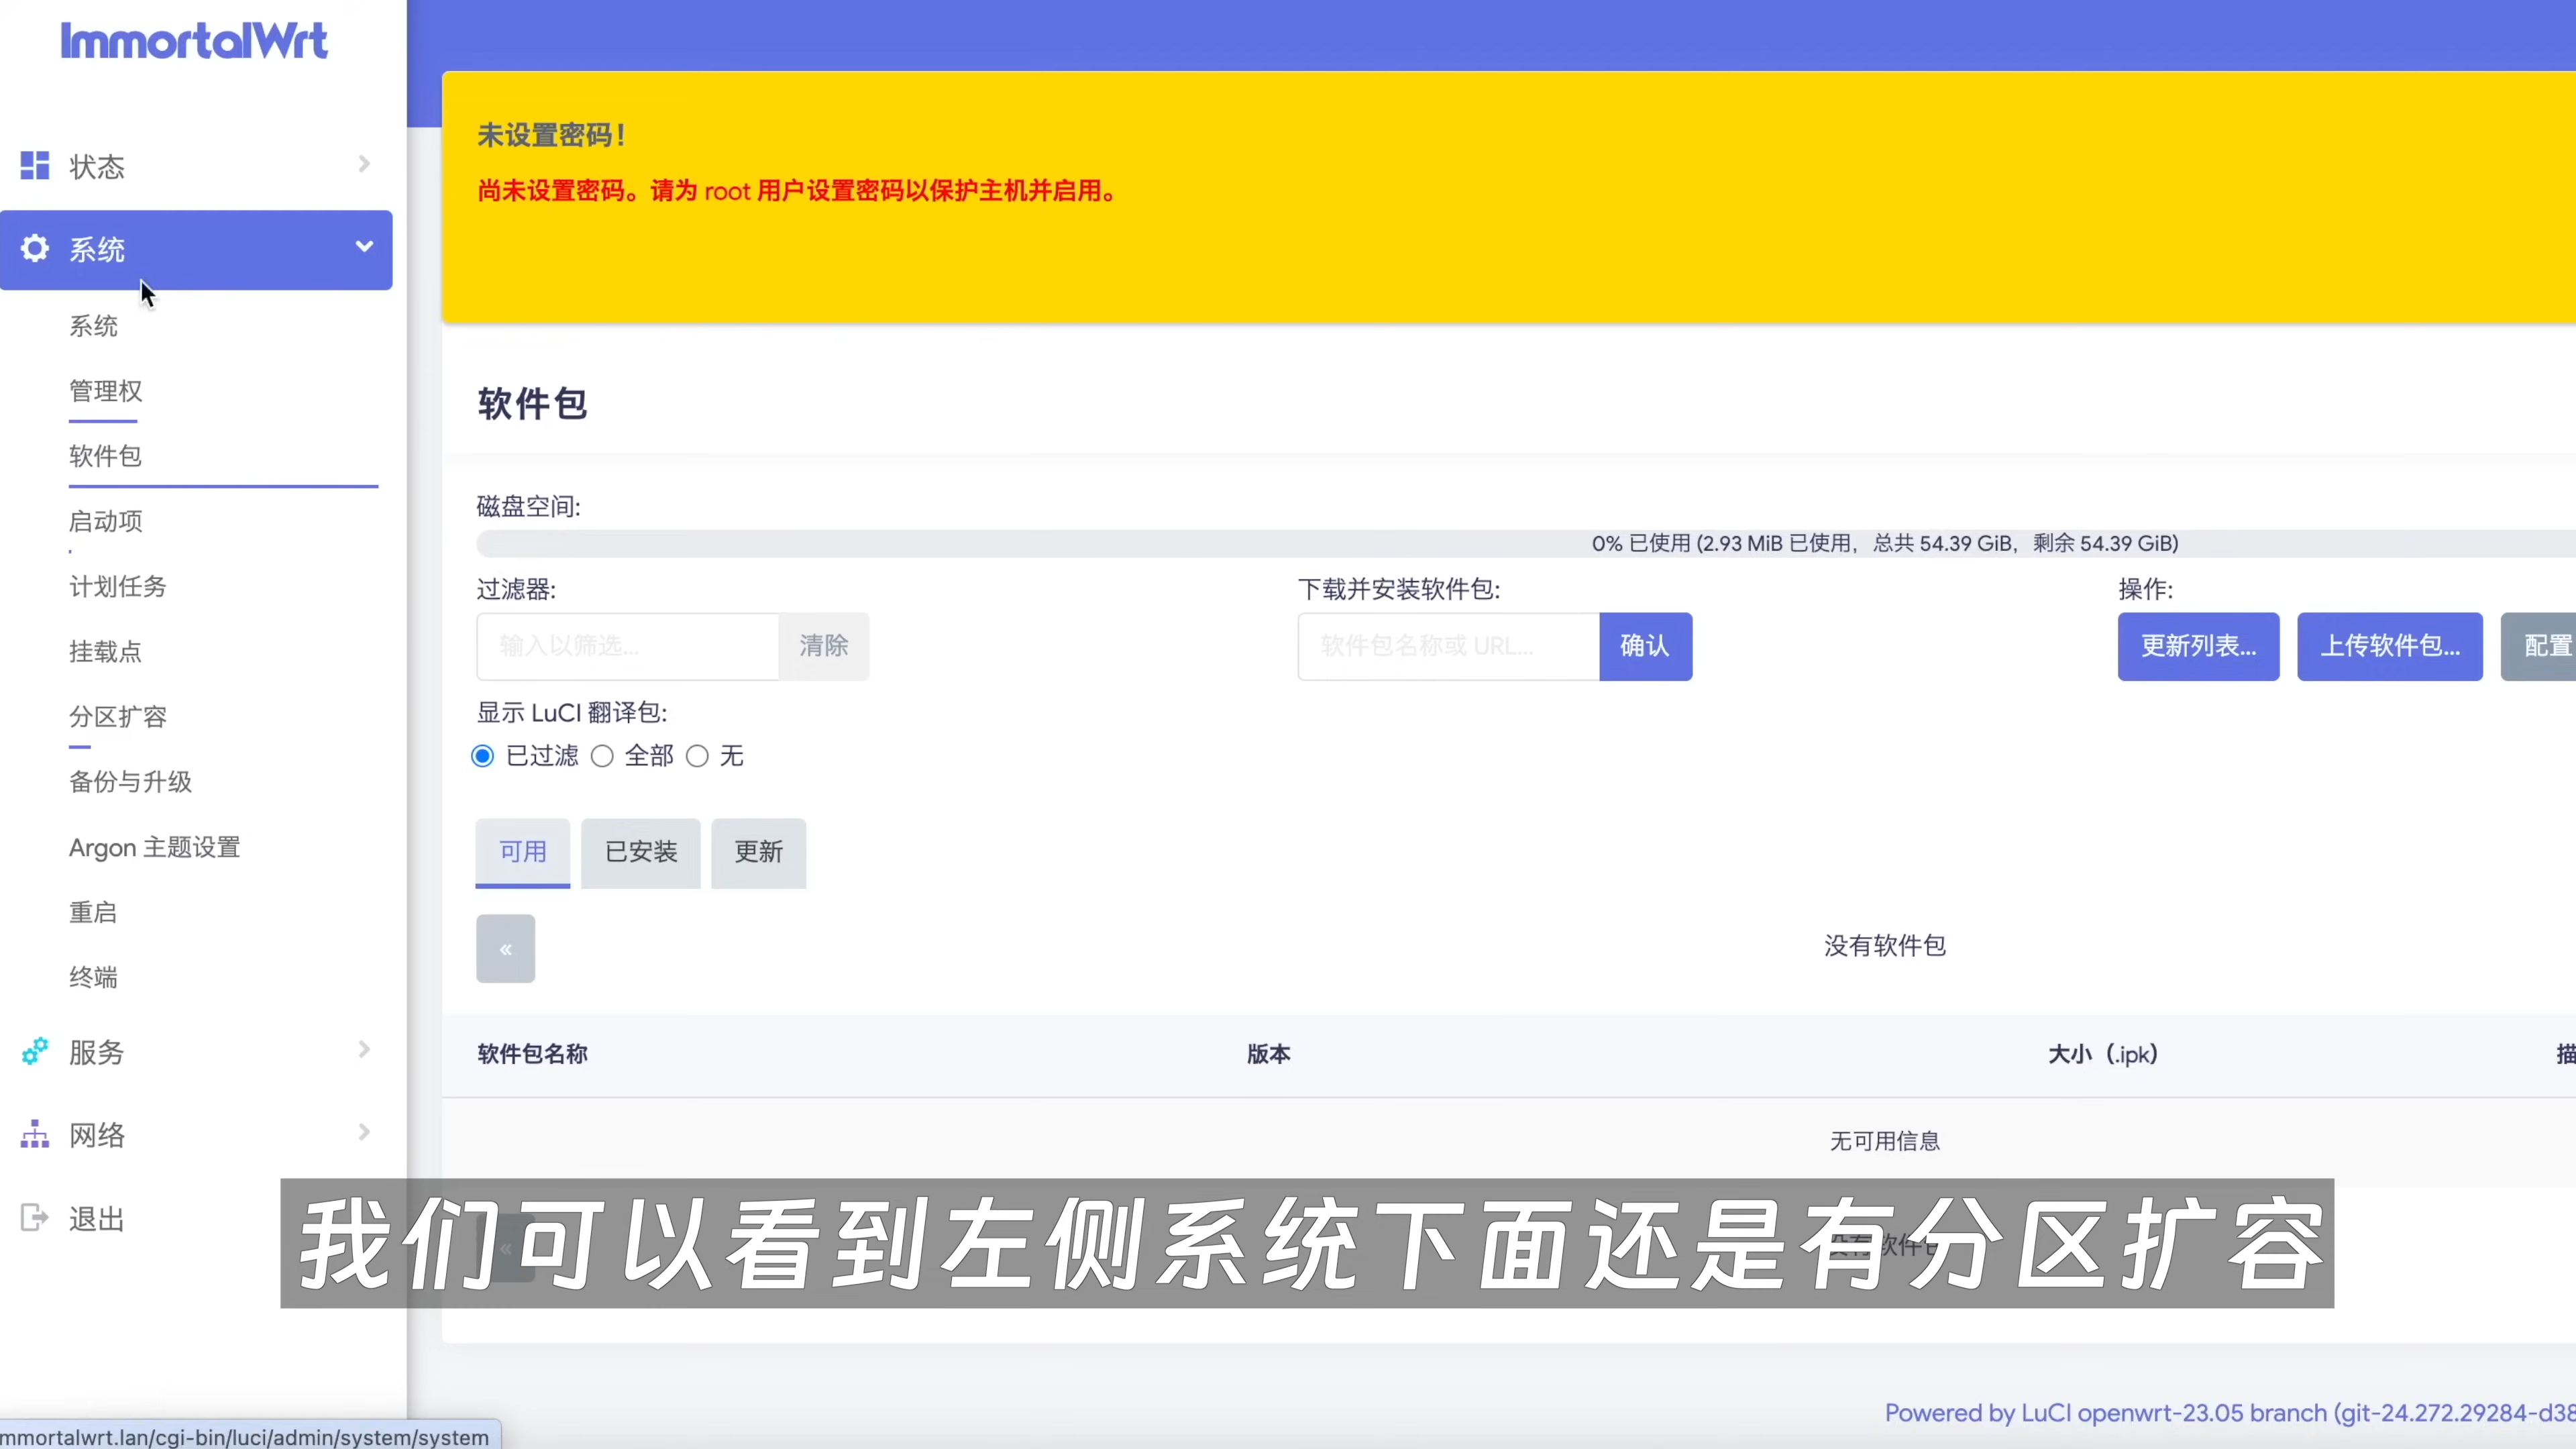 ImmortalWrt
状态
系统
系统
管理权
软件包
启动项
计划任务
挂载点
分区扩容
备份与升级
Argon 主题设置
重启
终端
服务
网络
退出
未设置密码！
尚未设置密码。请为 root 用户设置密码以保护主机并启用。
软件包
磁盘空间:
0% 已使用 (2.93 MiB 已使用，总共 54.39 GiB，剩余 54.39 GiB)
过滤器:
输入以筛选...
清除
下载并安装软件包:
软件包名称或 URL...
确认
操作:
更新列表...
上传软件包...
配置
显示 LuCI 翻译包:
已过滤 全部 无
可用 已安装 更新
«
没有软件包
软件包名称 版本 大小（.ipk） 描
无可用信息
«
没有软件包
我们可以看到左侧系统下面还是有分区扩容
Powered by LuCI openwrt-23.05 branch (git-24.272.29284-d38
mmortalwrt.lan/cgi-bin/luci/admin/system/system